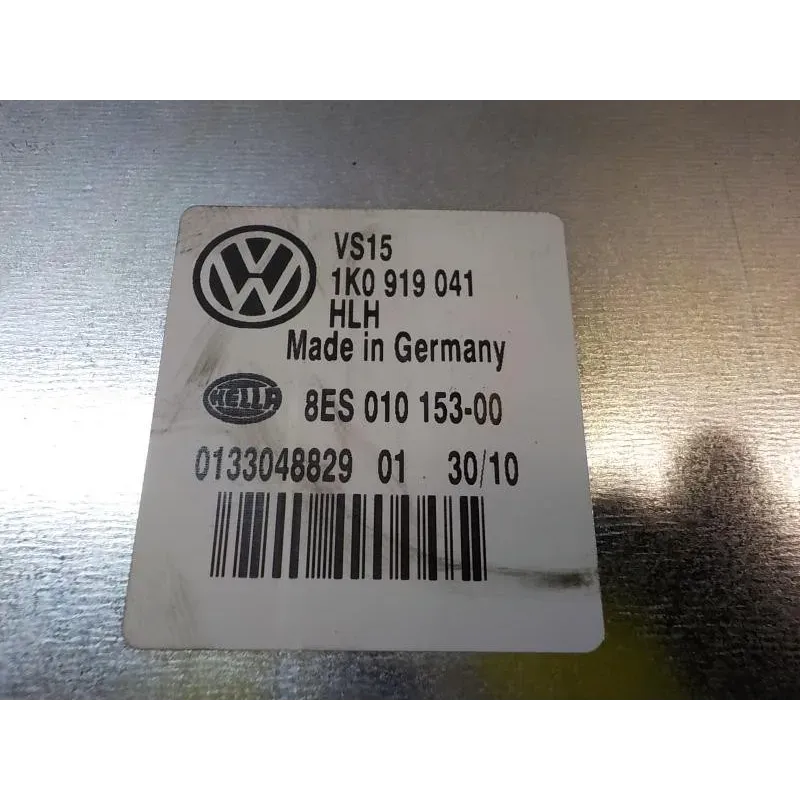 VS15
1K0 919 041
HLH
Made in Germany
HELLA
8ES 010 153-00
0133048829 01 30/10